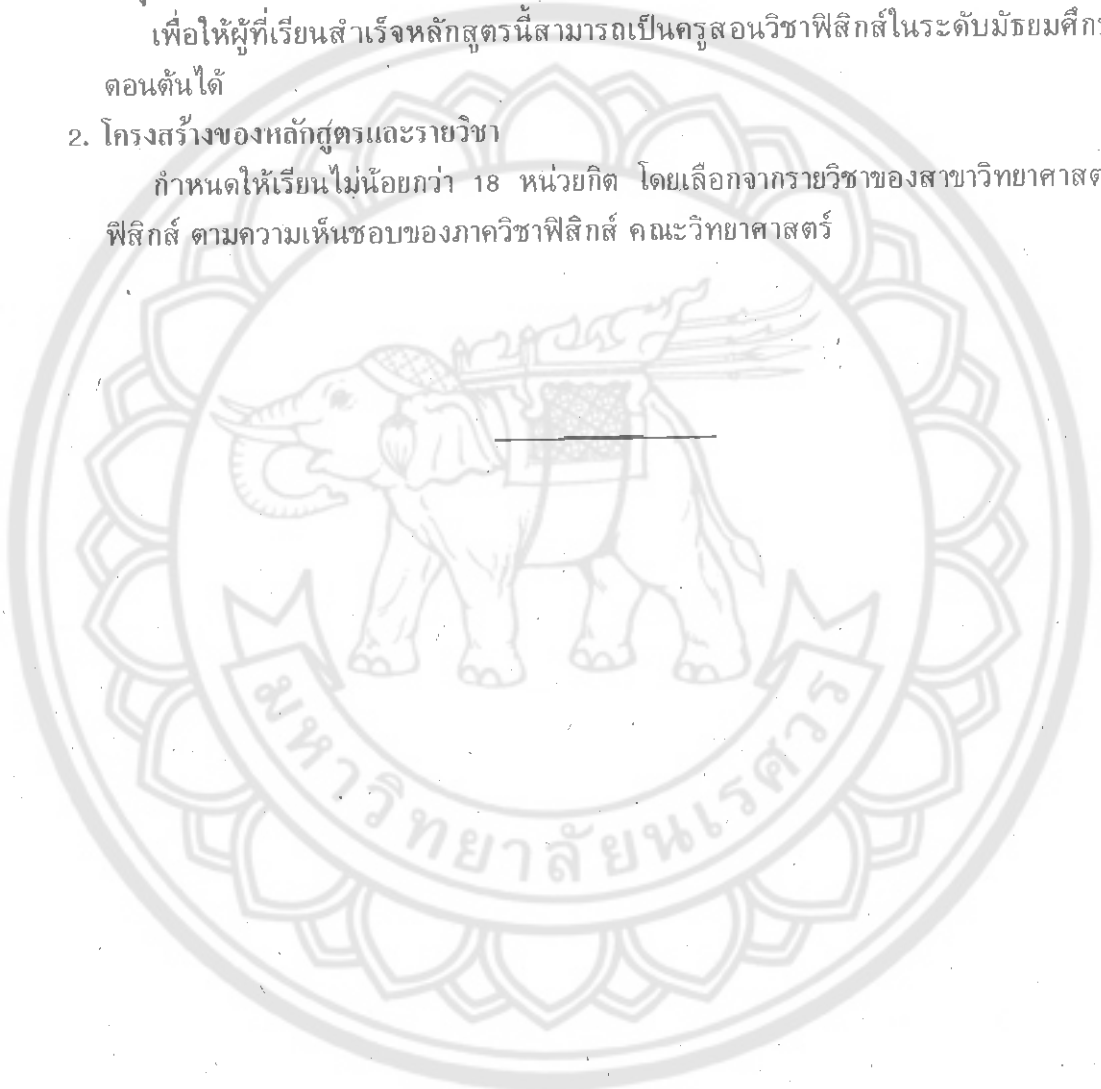 เพื่อให้ผู้ที่เรียนสำเร็จหลักสูตรนี้สามารถเป็นครูสอนวิชาฟิสิกส์ในระดับมัธยมศึกษ
ตอนต้นได้
2. โครงสร้างของหลักสูตรและรายวิชา
กำหนดให้เรียนไม่น้อยกว่า 18 หน่วยกิต โดยเลือกจากรายวิชาของสาขาวิทยาศาสต
ฟิสิกส์ ตามความเห็นชอบของภาควิชาฟิสิกส์ คณะวิทยาศาสตร์
มหาวิทยาลัยนเรศวร